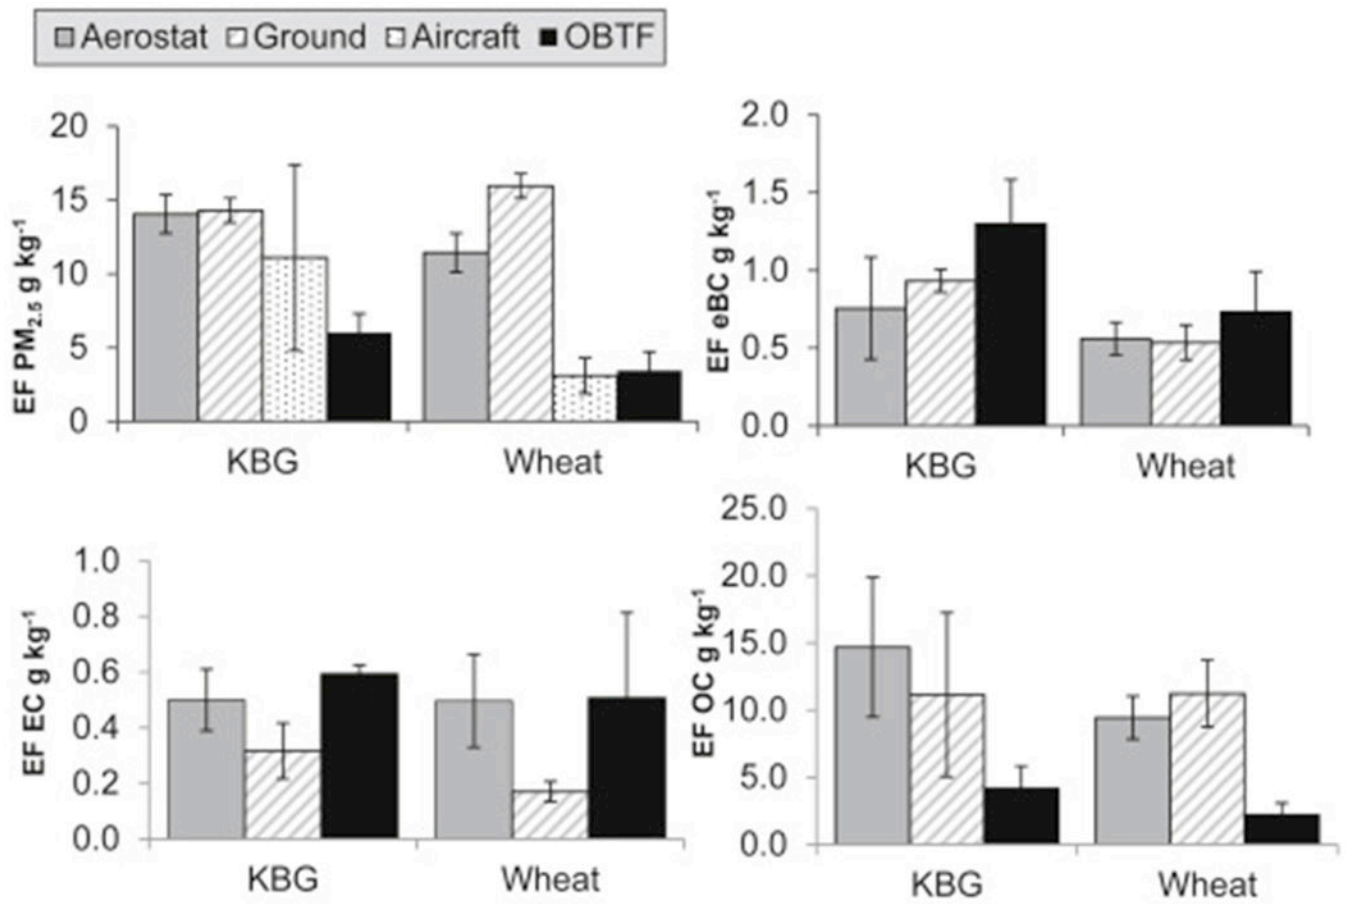 Aerostat Ground Aircraft OBTF
EF PM2.5 g kg-1
20
15
10
5
0
KBG Wheat
EF eBC g kg-1
2.0
1.5
1.0
0.5
0.0
KBG Wheat
EF EC g kg-1
1.0
0.8
0.6
0.4
0.2
0.0
KBG Wheat
EF OC g kg-1
25.0
20.0
15.0
10.0
5.0
0.0
KBG Wheat